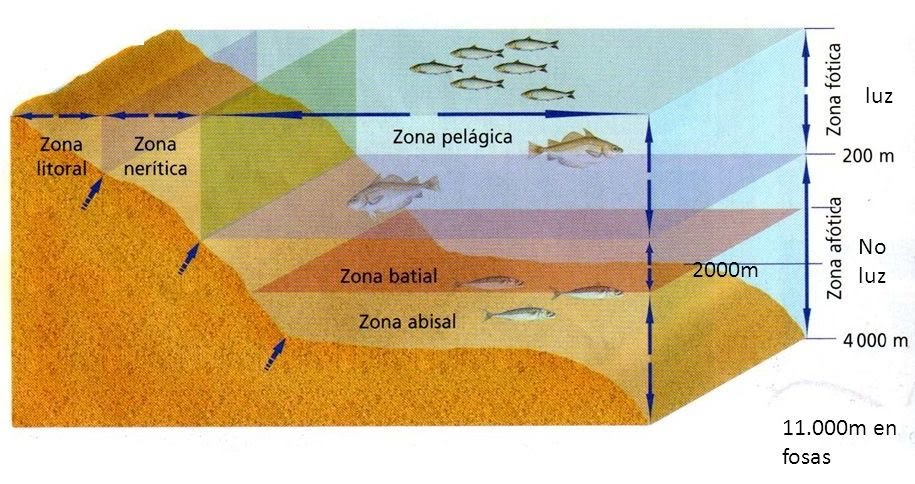 Zona
litoral
Zona
nerítica
Zona pelágica
Zona batial
Zona abisal
Zona fótica
luz
200 m
Zona afótica
No
luz
2000m
4 000 m
11.000m en
fosas